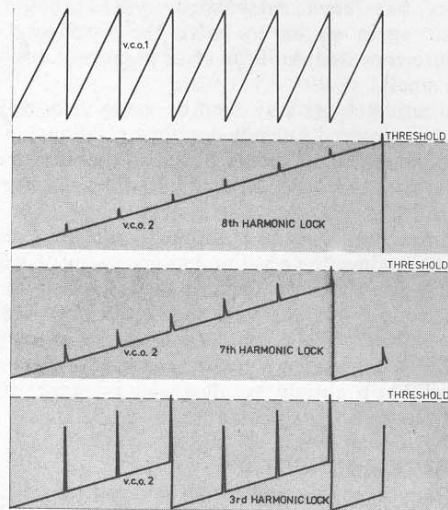 v.c.o.1
THRESHOLD
v.c.o. 2
8th HARMONIC LOCK
THRESHOLD
v.c.o. 2
7th HARMONIC LOCK
THRESHOLD
v.c.o. 2
3rd HARMONIC LOCK